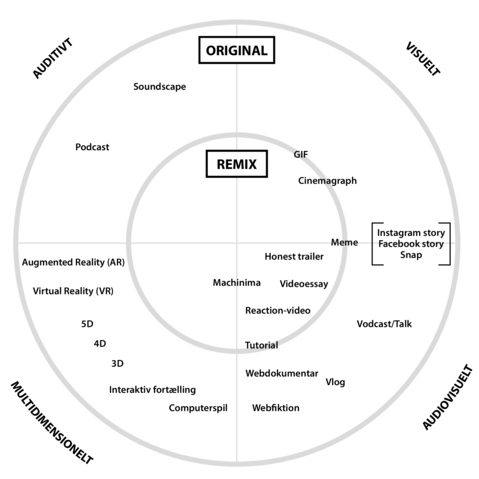 ORIGINAL
AUDITIVT
VISUELT
Soundscape
Podcast
REMIX
GIF
Cinemagraph
Meme
Instagram story
Facebook story
Snap
Honest trailer
Augmented Reality (AR)
Machinima
Videoessay
Virtual Reality (VR)
Reaction-video
5D
Vodcast/Talk
4D
Tutorial
3D
Webdokumentar
Vlog
Interaktiv fortælling
Computerspil
Webfiktion
MULTIDIMENSIONELT
AUDIOVISUELT